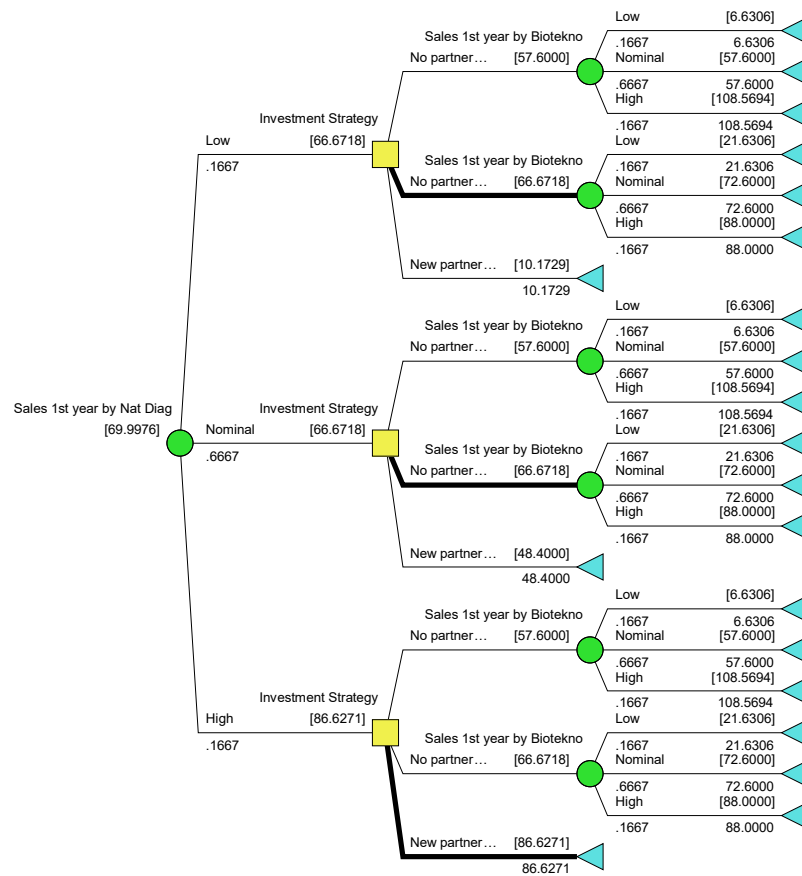 Low [6.6306]
Sales 1st year by Biotekno
No partner… [57.6000]
.1667 6.6306
Nominal [57.6000]
.6667 57.6000
High [108.5694]
Investment Strategy
.1667 108.5694
Low [21.6306]
Low [66.6718]
.1667
Sales 1st year by Biotekno
No partner… [66.6718]
.1667 21.6306
Nominal [72.6000]
.6667 72.6000
High [88.0000]
.1667 88.0000
New partner… [10.1729]
10.1729
Low [6.6306]
Sales 1st year by Biotekno
No partner… [57.6000]
.1667 6.6306
Nominal [57.6000]
.6667 57.6000
High [108.5694]
Sales 1st year by Nat Diag
[69.9976]
Investment Strategy
.1667 108.5694
Low [21.6306]
Nominal [66.6718]
.6667
Sales 1st year by Biotekno
No partner… [66.6718]
.1667 21.6306
Nominal [72.6000]
.6667 72.6000
High [88.0000]
.1667 88.0000
New partner… [48.4000]
48.4000
Low [6.6306]
Sales 1st year by Biotekno
No partner… [57.6000]
.1667 6.6306
Nominal [57.6000]
.6667 57.6000
High [108.5694]
Investment Strategy
.1667 108.5694
Low [21.6306]
High [86.6271]
.1667
Sales 1st year by Biotekno
No partner… [66.6718]
.1667 21.6306
Nominal [72.6000]
.6667 72.6000
High [88.0000]
.1667 88.0000
New partner… [86.6271]
86.6271